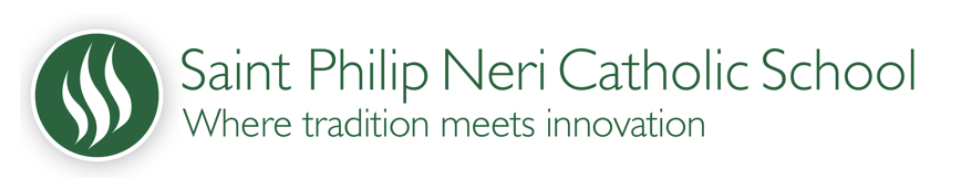 Saint Philip Neri Catholic School
Where tradition meets innovation